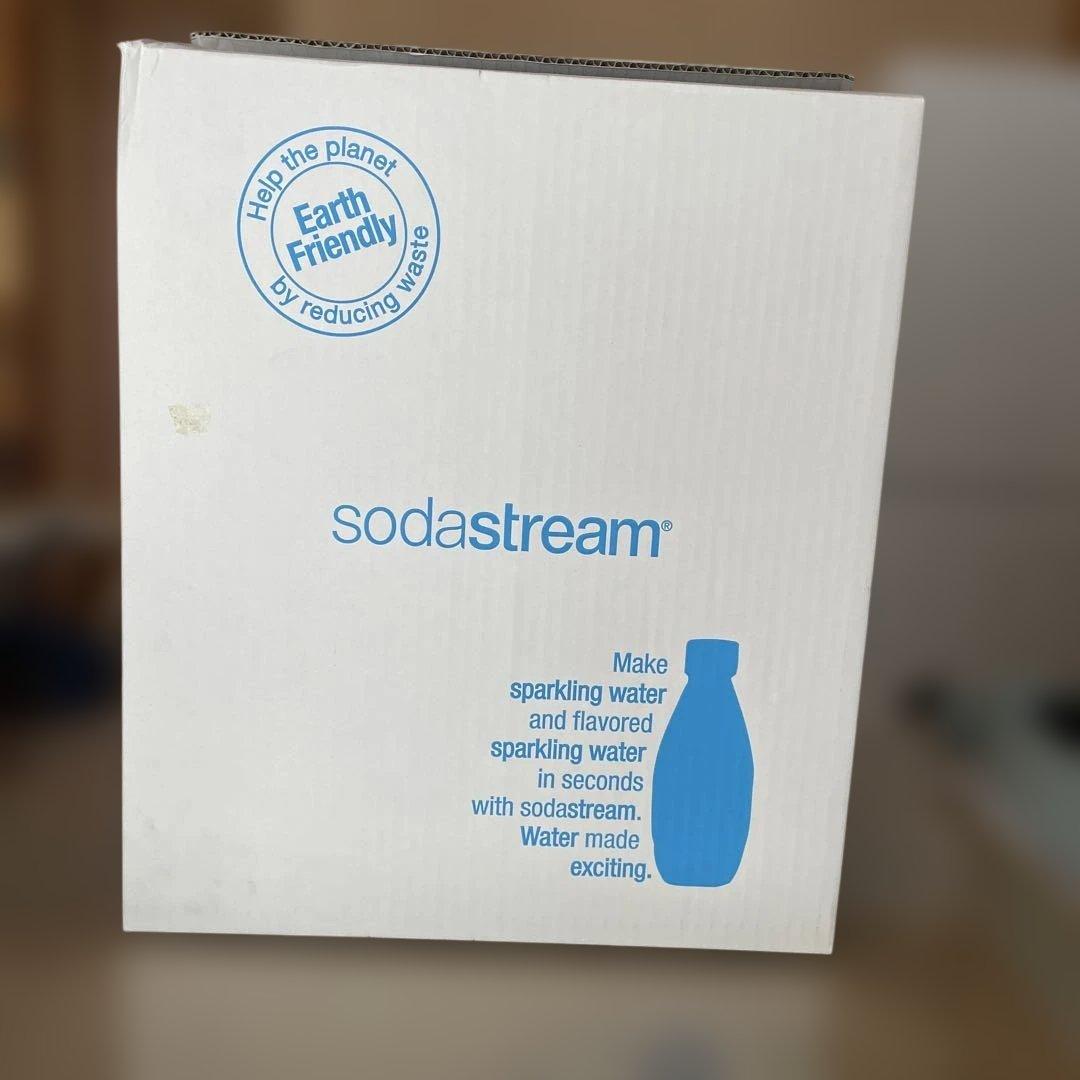 Help the planet
Earth
Friendly
by reducing waste
sodastream®
Make
sparkling water
and flavored
sparkling water
in seconds
with sodastream.
Water made
exciting.